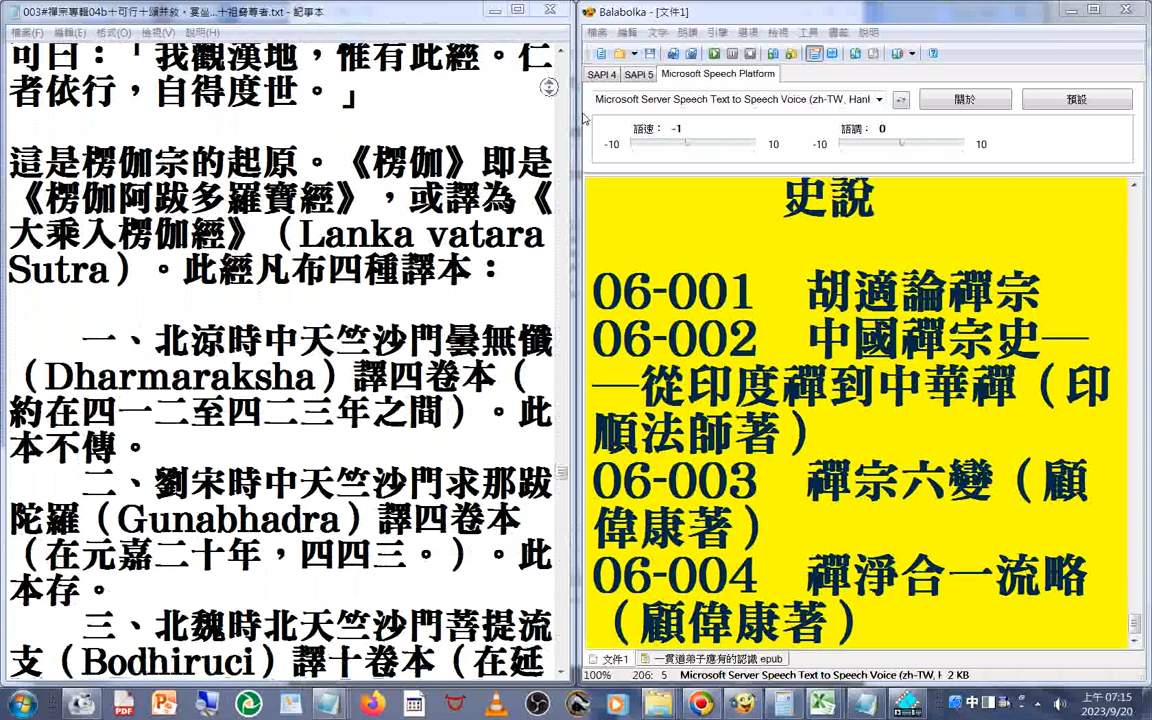 003#禪宗專輯04b十可行十頌并敘‧宴坐...十祖裔尊者.txt - 記事本
檔案(F) 編輯(E) 格式(O) 檢視(V) 說明(H)
可曰：「我觀漢地，惟有此經。仁
者依行，自得度世。」
這是楞伽宗的起原。《楞伽》即是
《楞伽阿跋多羅寶經》，或譯為《
大乘入楞伽經》（Lanka vatara
Sutra）。此經凡布四種譯本：
一、北涼時中天竺沙門曇無懺
（Dharmaraksha）譯四卷本（
約在四一二至四二三年之間）。此
本不傳。
二、劉宋時中天竺沙門求那跋
陀羅（Gunabhadra）譯四卷本
（在元嘉二十年，四四三。）。此
本存。
三、北魏時北天竺沙門菩提流
支（Bodhiruci）譯十卷本（在延
Balabolka - [文件1]
檔案 編輯 文字 朗讀 引擎 選項 檢視 工具 書籤 說明
SAPI 4 SAPI 5 Microsoft Speech Platform
Microsoft Server Speech Text to Speech Voice (zh-TW, Hanl
關於 預設
語速： -1 語調： 0
-10 10 -10 10
史說
06-001 胡適論禪宗
06-002 中國禪宗史—
—從印度禪到中華禪（印
順法師著）
06-003 禪宗六變（顧
偉康著）
06-004 禪淨合一流略
（顧偉康著）
文件1 一貫道弟子應有的認識 epub
100% 206: 5 Microsoft Server Speech Text to Speech Voice (zh-TW, H 2 KB
中
上午 07:15
2023/9/20